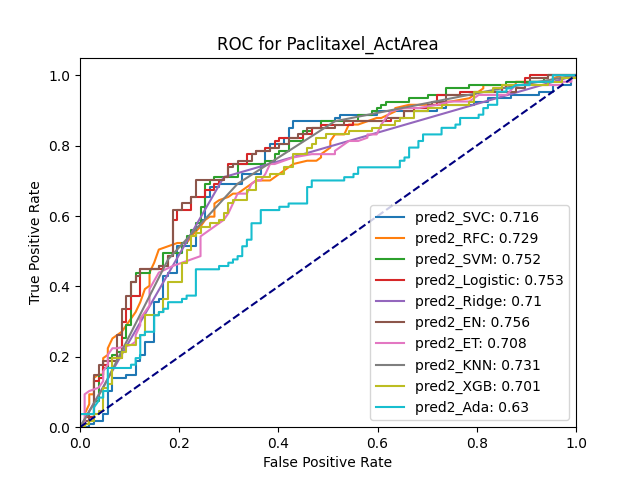 ROC for Paclitaxel_ActArea
True Positive Rate
1.0
0.8
0.6
0.4
0.2
0.0
pred2_SVC: 0.716
pred2_RFC: 0.729
pred2_SVM: 0.752
pred2_Logistic: 0.753
pred2_Ridge: 0.71
pred2_EN: 0.756
pred2_ET: 0.708
pred2_KNN: 0.731
pred2_XGB: 0.701
pred2_Ada: 0.63
0.0 0.2 0.4 0.6 0.8 1.0
False Positive Rate